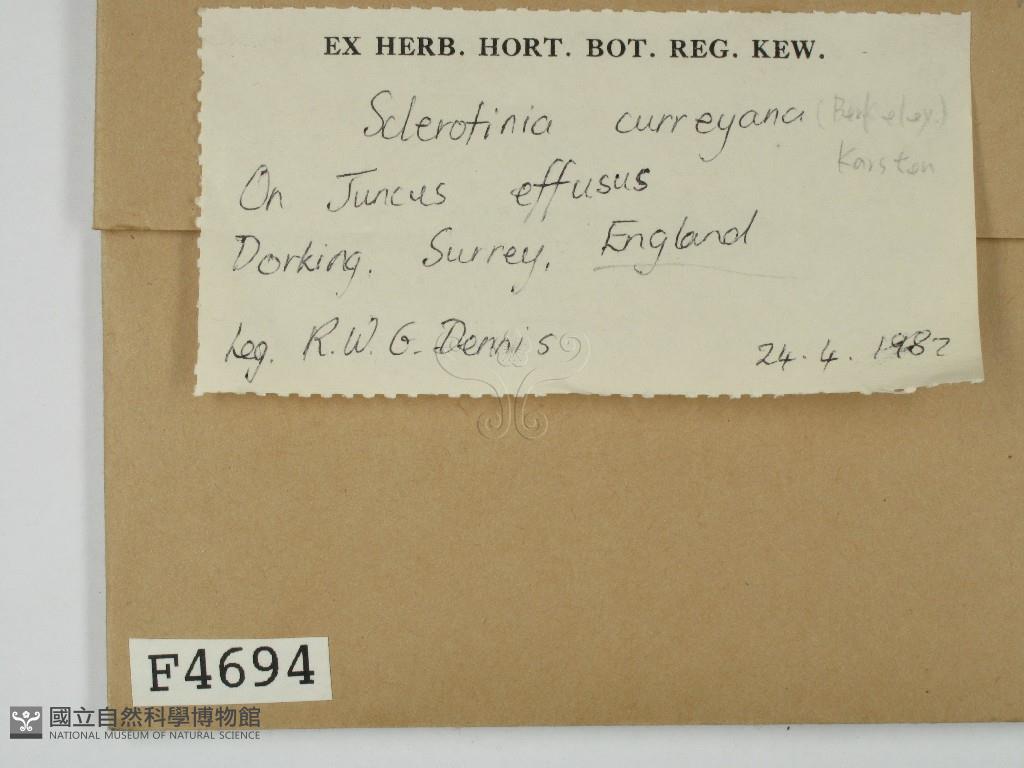 EX HERB. HORT. BOT. REG. KEW.
Sclerotinia curreyana (Berkeley.)
Karsten
On Juncus effusus
Dorking. Surrey, England
Leg. R.W.G. Dennis
24.4.1982
F4694
國立自然科學博物館
NATIONAL MUSEUM OF NATURAL SCIENCE